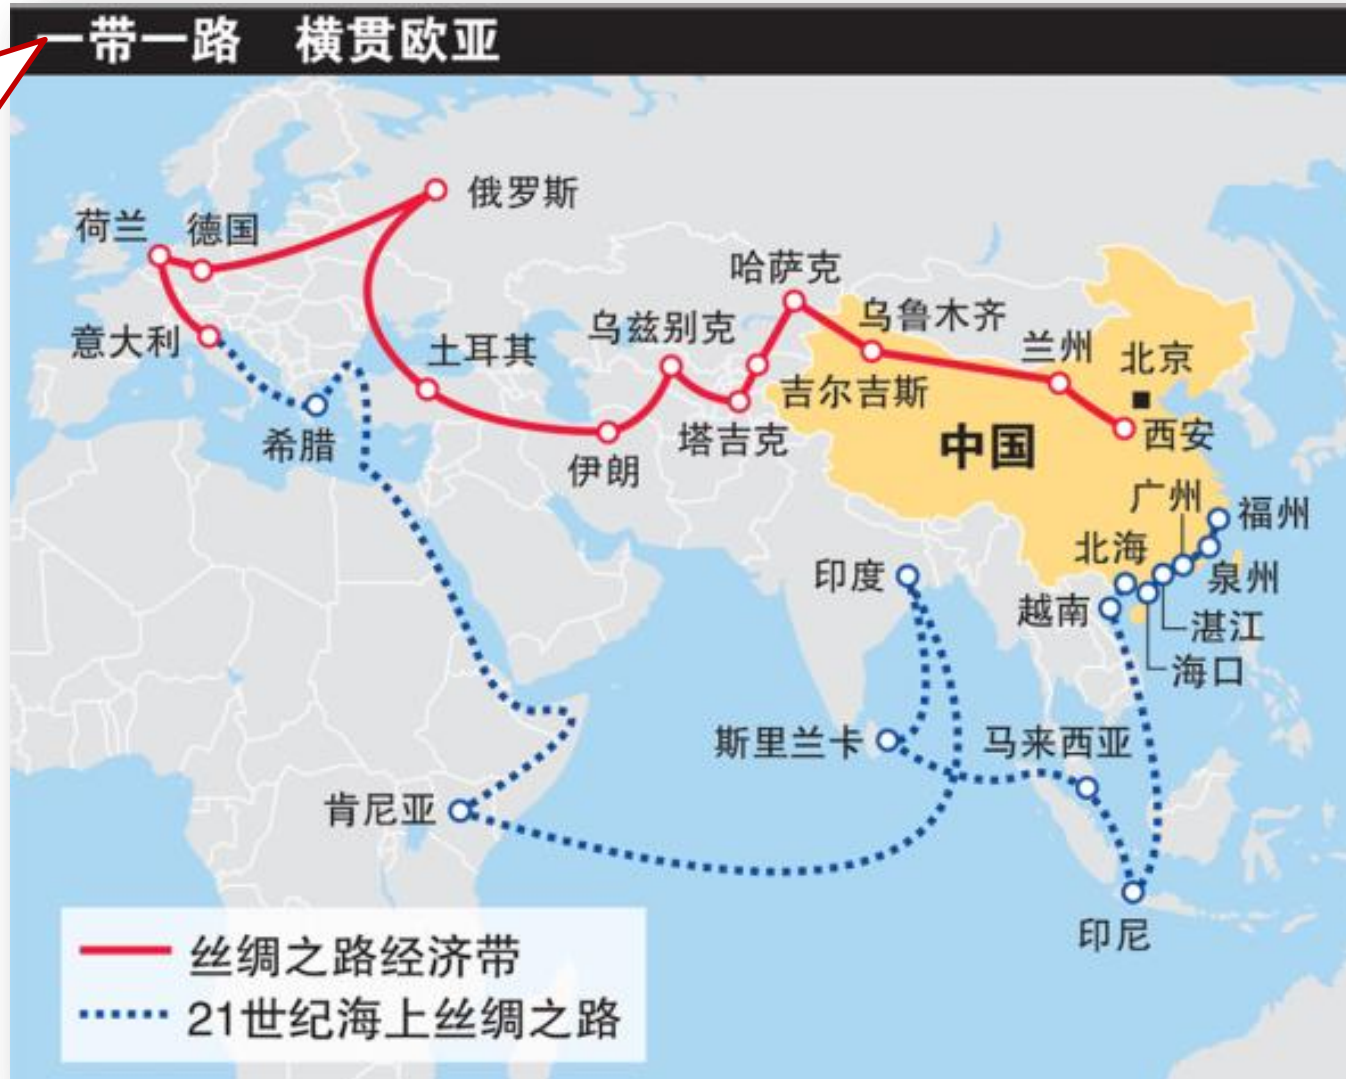 一带一路 横贯欧亚
俄罗斯
荷兰
德国
哈萨克
乌兹别克
乌鲁木齐
意大利
土耳其
兰州
北京
吉尔吉斯
希腊
伊朗
塔吉克
中国
西安
广州
福州
北海
印度
泉州
越南
湛江
海口
斯里兰卡
马来西亚
肯尼亚
印尼
丝绸之路经济带
21世纪海上丝绸之路